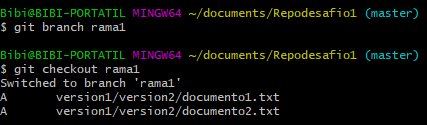 Bibi@BIBI-PORTATIL MINGW64 ~/documents/Repodesafio1 (master)
$ git branch rama1
Bibi@BIBI-PORTATIL MINGW64 ~/documents/Repodesafio1 (master)
$ git checkout rama1
Switched to branch 'rama1'
A       version1/version2/documento1.txt
A       version1/version2/documento2.txt